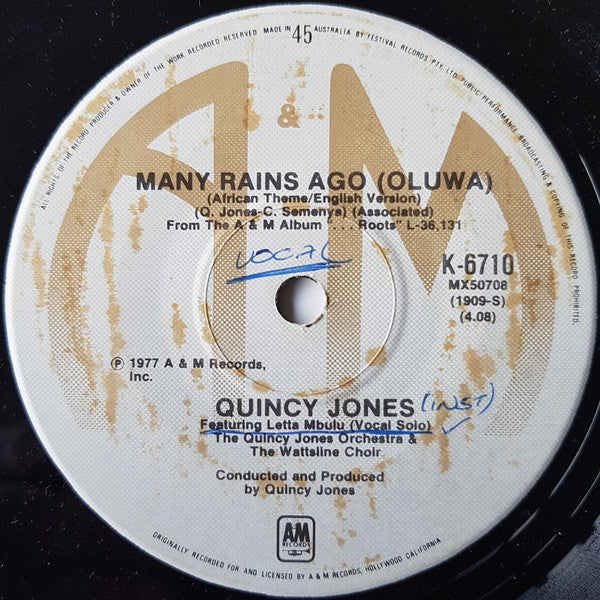 MADE IN 45 AUSTRALIA BY FESTIVAL RECORDS PTY. LTD. PUBLIC PERFORMANCE BROADCASTING & COPYING OF THIS RECORD PROHIBITED
ALL RIGHTS OF THE RECORD PRODUCER & OWNER OF THE WORK RECORDED RESERVED
A & M
MANY RAINS AGO (OLUWA)
(African Theme/English Version)
(Q. Jones-C. Semenya) (Associated)
From The A & M Album ". . . Roots" L-36,131
VOCAL
K-6710
MX50708
(1909-S)
(4.08)
℗ 1977 A & M Records,
Inc.
QUINCY JONES (INST)
Featuring Letta Mbulu (Vocal Solo)
The Quincy Jones Orchestra &
The Wattsline Choir
Conducted and Produced
by Quincy Jones
A&M
RECORDS
ORIGINALLY RECORDED FOR AND LICENSED BY A & M RECORDS, HOLLYWOOD CALIFORNIA